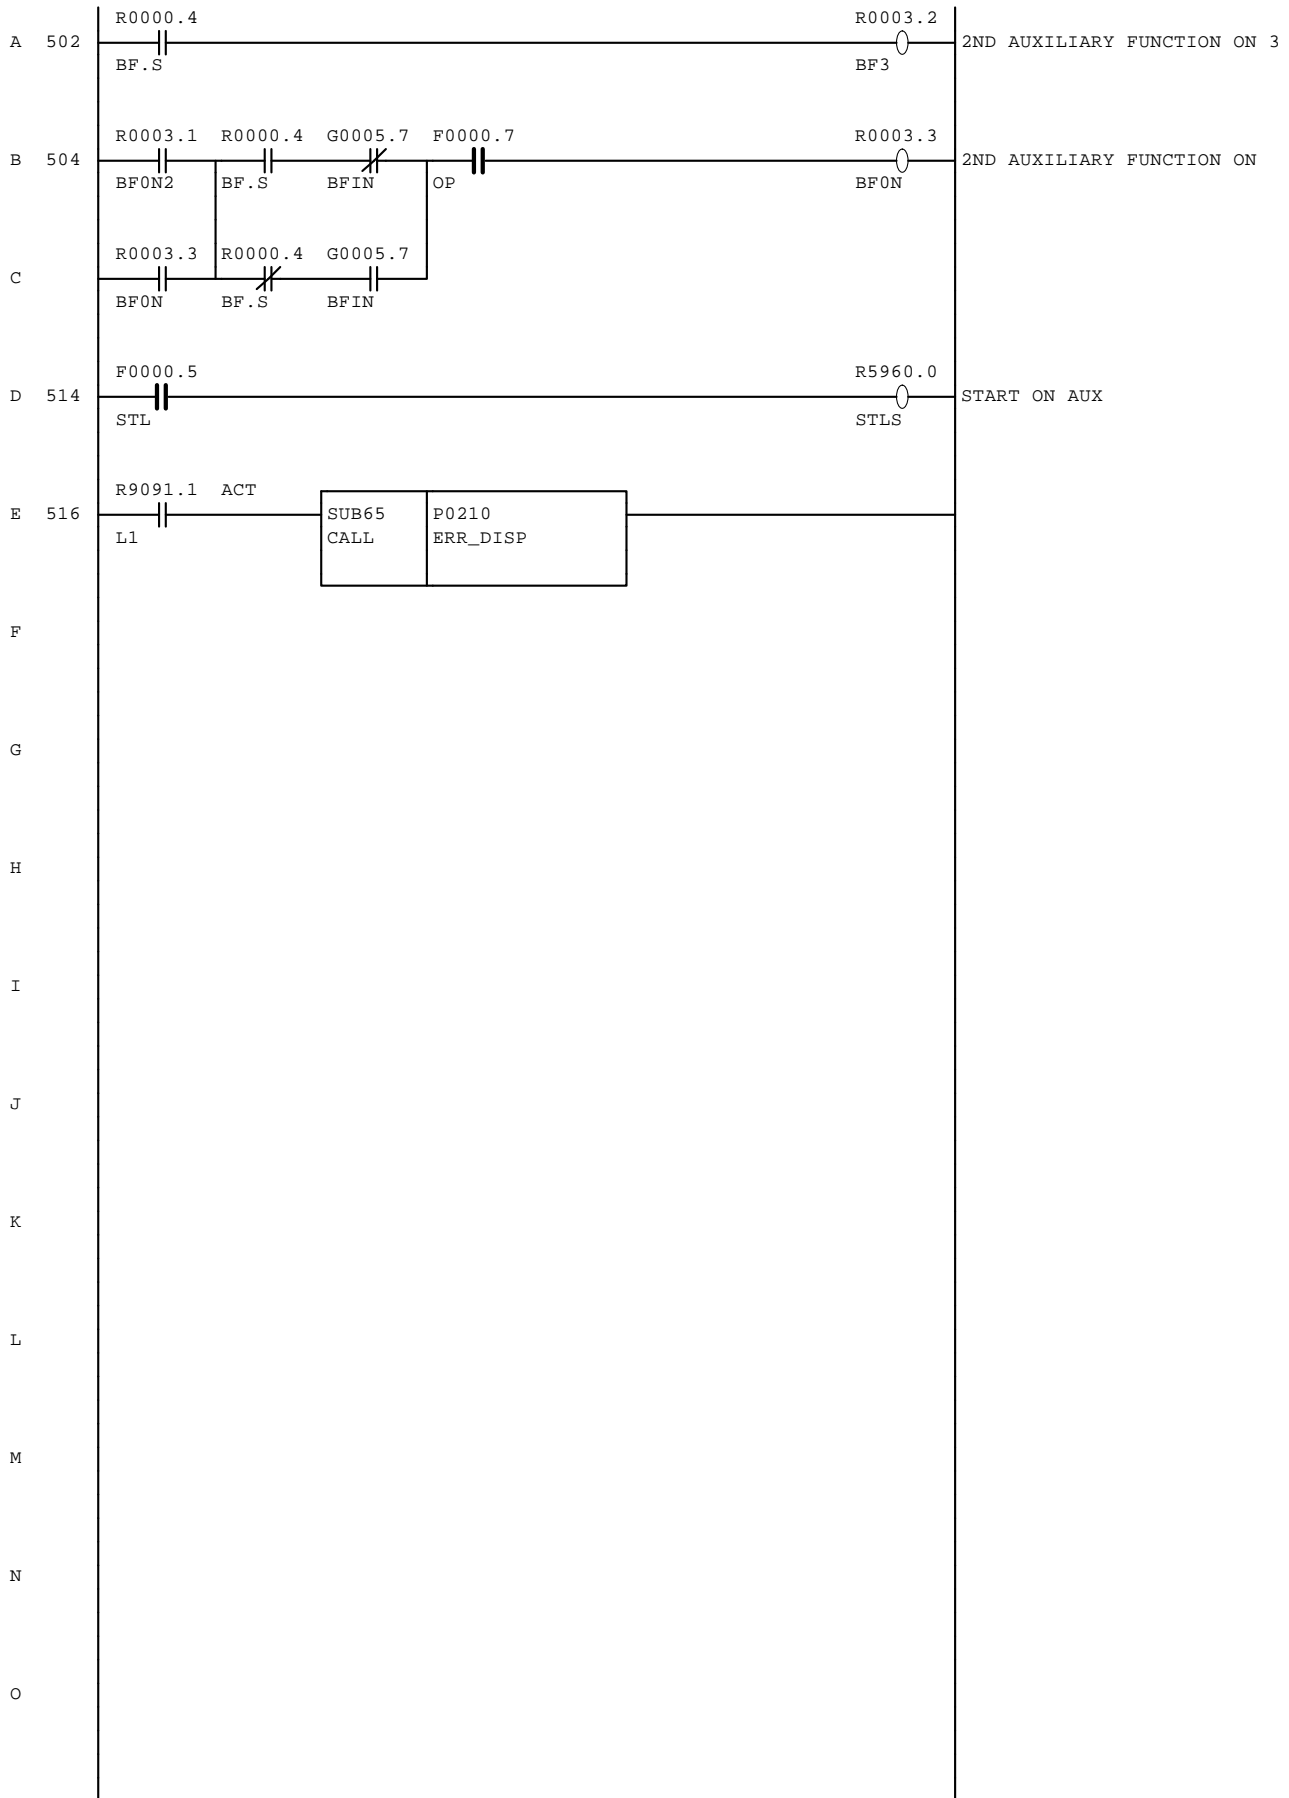 R0000.4 R0003.2
A 502 2ND AUXILIARY FUNCTION ON 3
BF.S BF3
R0003.1 R0000.4 G0005.7 F0000.7 R0003.3
B 504 2ND AUXILIARY FUNCTION ON
BF0N2 BF.S BFIN OP BF0N
R0003.3 R0000.4 G0005.7
C
BF0N BF.S BFIN
F0000.5 R5960.0
D 514 START ON AUX
STL STLS
R9091.1 ACT
E 516 SUB65 P0210
L1 CALL ERR_DISP
F
G
H
I
J
K
L
M
N
O